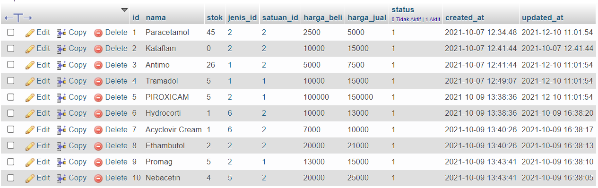 id nama stok jenis_id satuan_id harga_beli harga_jual status created_at updated_at
0:Tidak Aktif | 1:Aktif
Edit Copy Delete 1 Paracetamol 45 2 2 2500 5000 1 2021-10-07 12:34:48 2021-12-10 11:01:54
Edit Copy Delete 2 Kataflam 0 2 2 10000 15000 1 2021-10-07 12:41:44 2021-10-07 12:41:44
Edit Copy Delete 3 Antimo 26 1 2 5000 7500 1 2021-10-07 12:41:44 2021-12-10 11:01:54
Edit Copy Delete 4 Tramadol 5 1 1 10000 15000 1 2021-10-07 12:49:07 2021-12-10 11:01:54
Edit Copy Delete 5 PIROXICAM 5 2 1 100000 150000 1 2021-10-09 13:38:36 2021-12-10 11:01:54
Edit Copy Delete 6 Hydrocorti 1 6 2 10000 13000 1 2021-10-09 13:38:36 2021-10-09 16:38:20
Edit Copy Delete 7 Acyclovir Cream 1 6 2 7000 10000 1 2021-10-09 13:40:26 2021-10-09 16:38:17
Edit Copy Delete 8 Ethambutol 2 2 2 20000 21000 1 2021-10-09 13:40:26 2021-10-09 16:38:13
Edit Copy Delete 9 Promag 5 2 1 13000 15000 1 2021-10-09 13:43:41 2021-10-09 16:38:10
Edit Copy Delete 10 Nebacetin 4 5 2 20000 25000 1 2021-10-09 13:43:41 2021-10-09 16:38:05